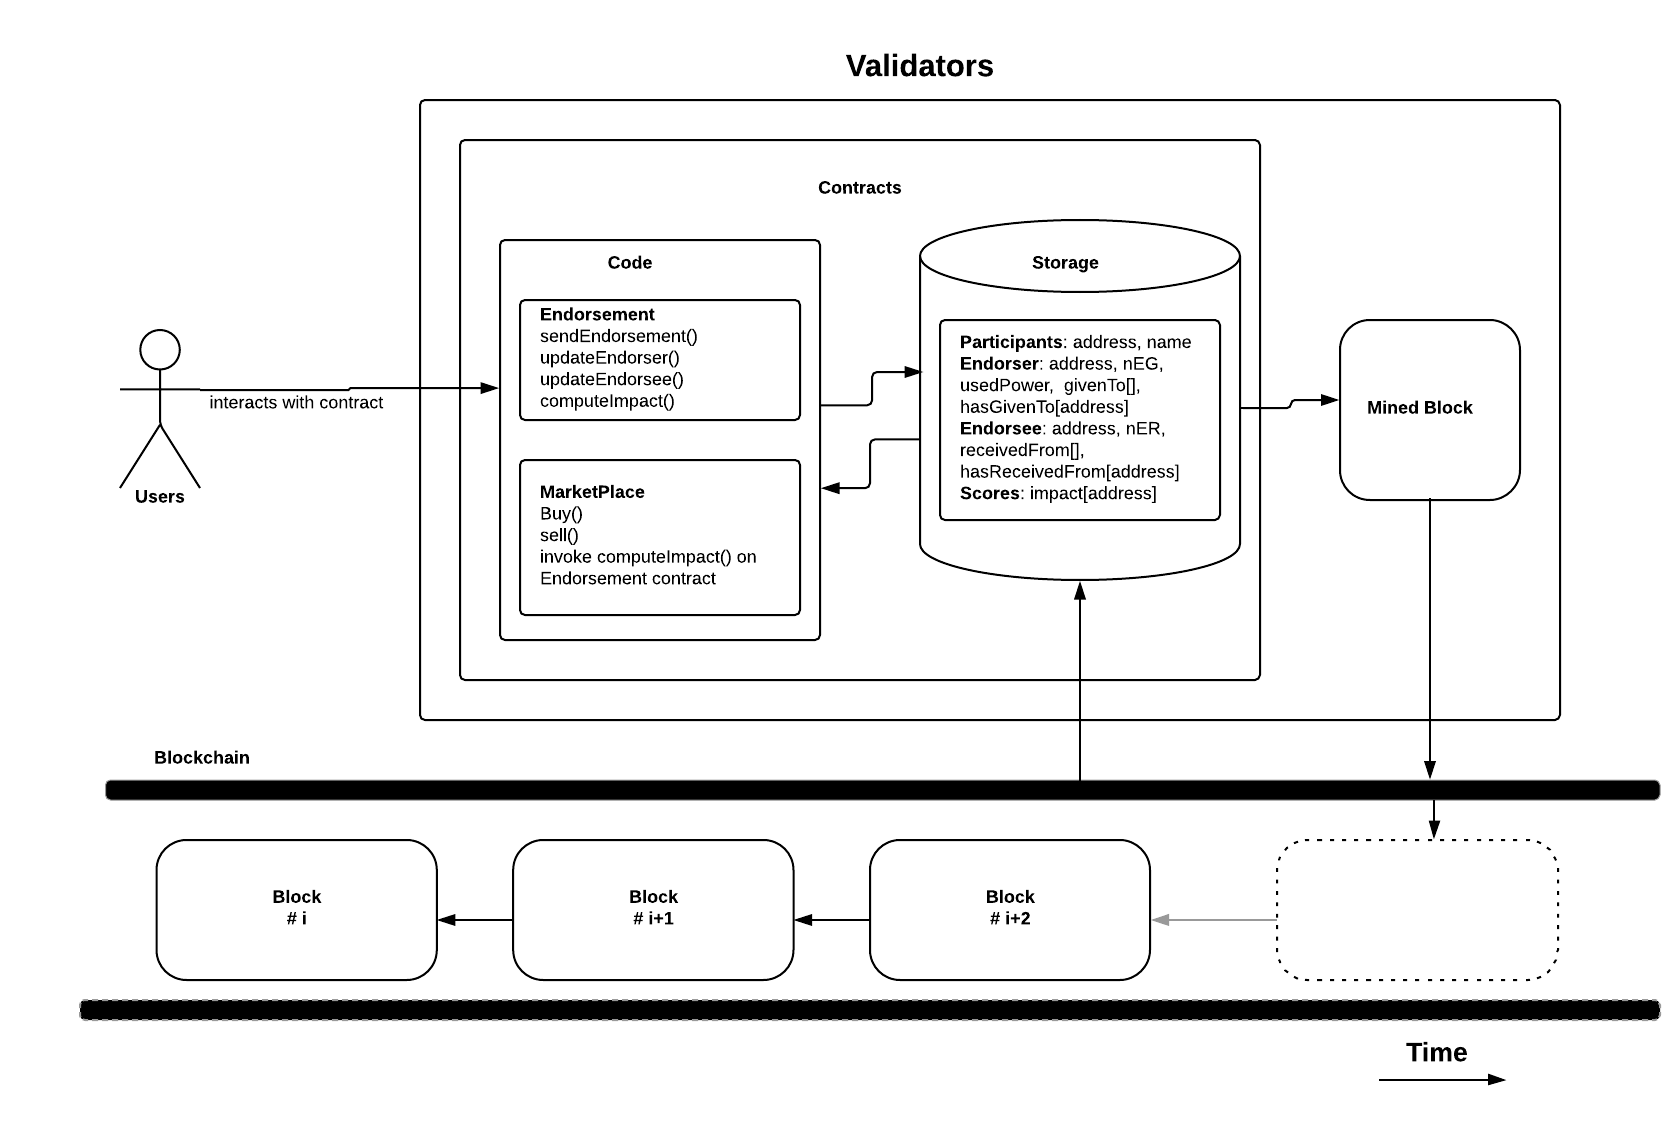 Validators
Contracts
Code
Endorsement
sendEndorsement()
updateEndorser()
updateEndorsee()
computeImpact()
MarketPlace
Buy()
sell()
invoke computeImpact() on
Endorsement contract
Storage
Participants: address, name
Endorser: address, nEG,
usedPower, givenTo[],
hasGivenTo[address]
Endorsee: address, nER,
receivedFrom[],
hasReceivedFrom[address]
Scores: impact[address]
Mined Block
interacts with contract
Users
Blockchain
Block
# i
Block
# i+1
Block
# i+2
Time